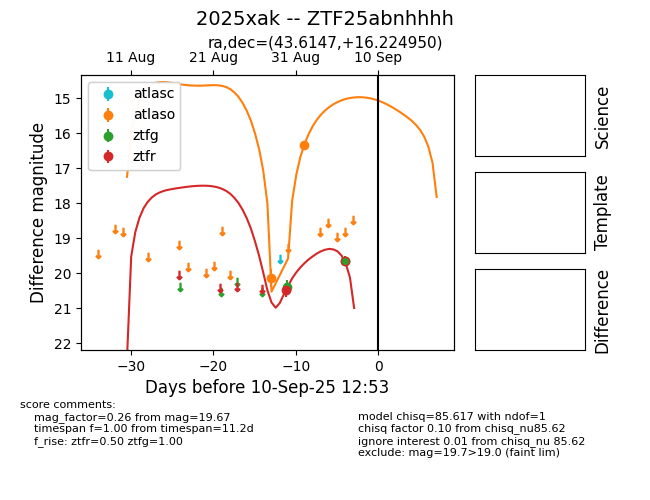 2025xak -- ZTF25abnhhhh
ra,dec=(43.6147,+16.224950)
11 Aug 21 Aug 31 Aug 10 Sep
atlasc
atlaso
ztfg
ztfr
15
16
17
18
19
20
21
22
Difference magnitude
−30 −20 −10 0
Days before 10-Sep-25 12:53
Science
Template
Difference
score comments:
mag_factor=0.26 from mag=19.67
timespan f=1.00 from timespan=11.2d
f_rise: ztfr=0.50 ztfg=1.00
model chisq=85.617 with ndof=1
chisq factor 0.10 from chisq_nu85.62
ignore interest 0.01 from chisq_nu 85.62
exclude: mag=19.7>19.0 (faint lim)